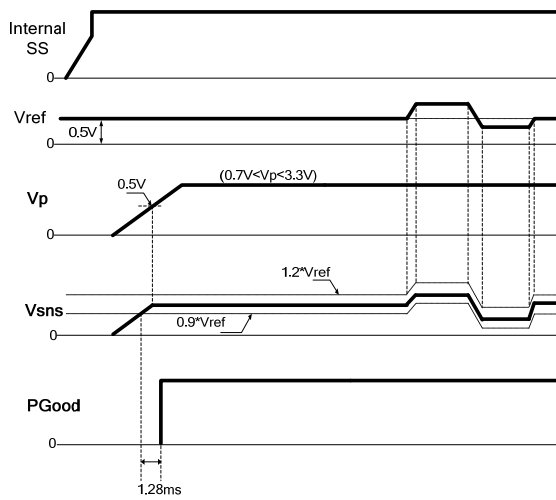 Internal
SS
0
Vref
0.5V
0
(0.7V<Vp<3.3V)
0.5V
Vp
0
1.2*Vref
Vsns
0.9*Vref
0
PGood
0
1.28ms